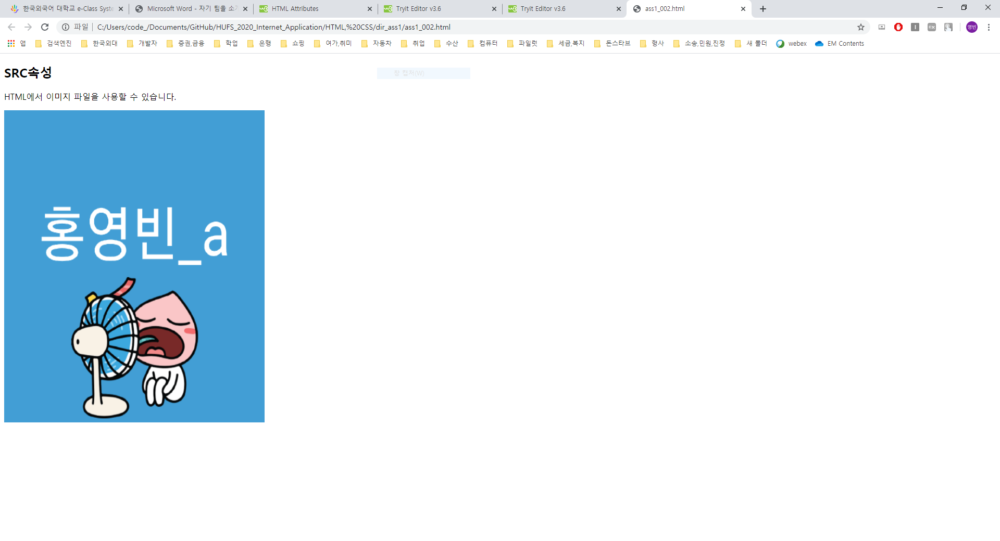 한국외국어 대학교 e-Class Syste
Microsoft Word - 자기 팀을 소기
HTML Attributes
Tryit Editor v3.6
Tryit Editor v3.6
ass1_002.html
파일
C:/Users/code_/Documents/GitHub/HUFS_2020_Internet_Application/HTML,%20CSS/dir_ass1/ass1_002.html
영빈
앱
검색엔진
한국외대
개발자
증권,금융
학업
은행
쇼핑
여가,취미
자동차
취업
수산
컴퓨터
파일럿
세금,복지
돈스타브
형사
소송,민원,진정
새 폴더
webex
EM Contents
SRC속성
창 캡처(W)
HTML에서 이미지 파일을 사용할 수 있습니다.
홍영빈_a